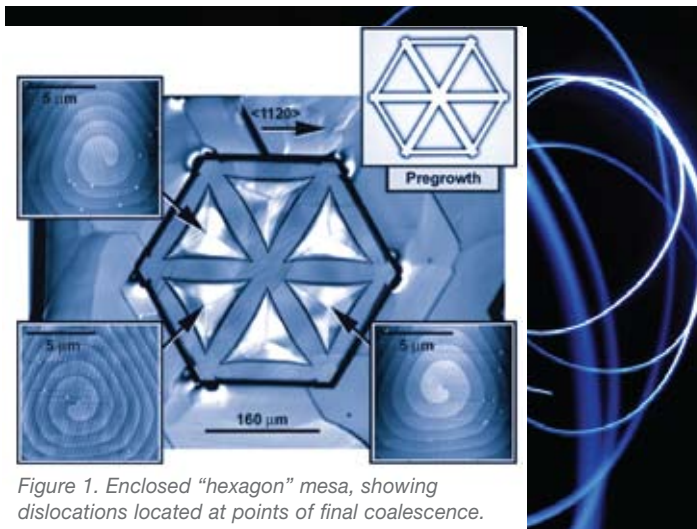 5 μm
<1120>
Pregrowth
5 μm
5 μm
160 μm
Figure 1. Enclosed “hexagon” mesa, showing
dislocations located at points of final coalescence.